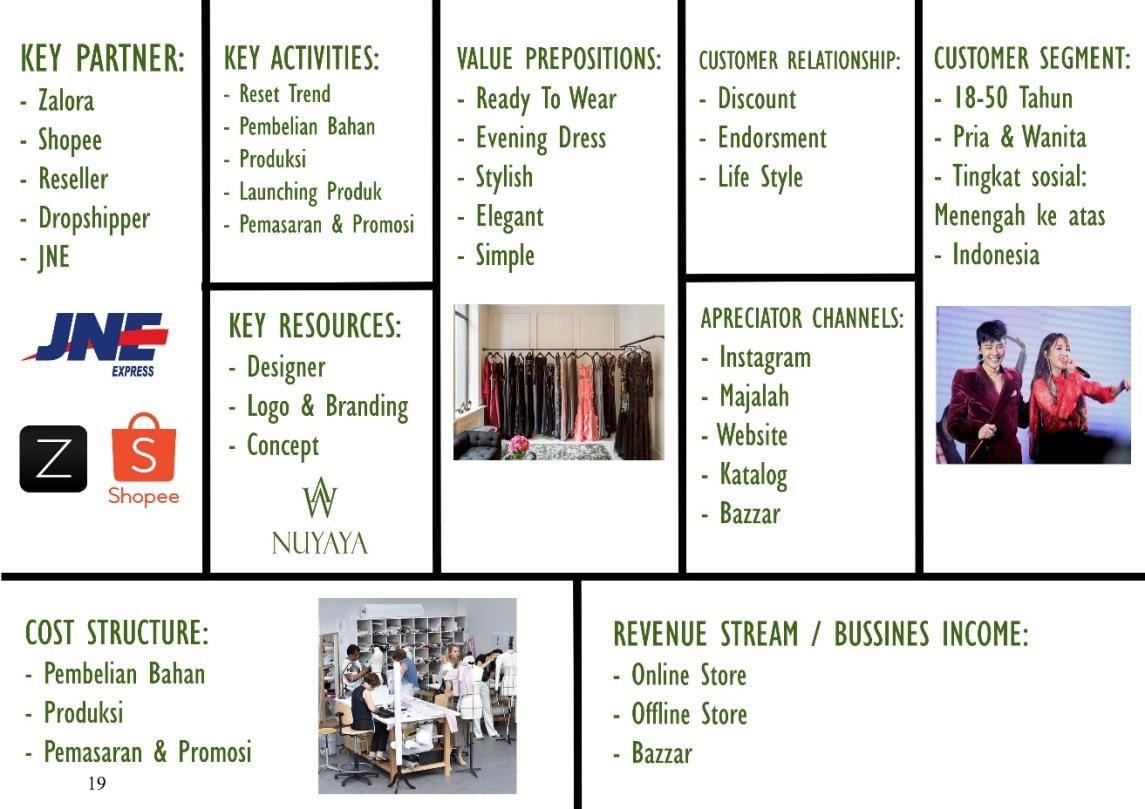 KEY PARTNER:
- Zalora
- Shopee
- Reseller
- Dropshipper
- JNE
JNE
EXPRESS
Z
S
Shopee
KEY ACTIVITIES:
- Reset Trend
- Pembelian Bahan
- Produksi
- Launching Produk
- Pemasaran & Promosi
KEY RESOURCES:
- Designer
- Logo & Branding
- Concept
NUYAYA
VALUE PREPOSITIONS:
- Ready To Wear
- Evening Dress
- Stylish
- Elegant
- Simple
CUSTOMER RELATIONSHIP:
- Discount
- Endorsment
- Life Style
APRECIATOR CHANNELS:
- Instagram
- Majalah
- Website
- Katalog
- Bazzar
CUSTOMER SEGMENT:
- 18-50 Tahun
- Pria & Wanita
- Tingkat sosial:
Menengah ke atas
- Indonesia
COST STRUCTURE:
- Pembelian Bahan
- Produksi
- Pemasaran & Promosi
19
REVENUE STREAM / BUSSINES INCOME:
- Online Store
- Offline Store
- Bazzar